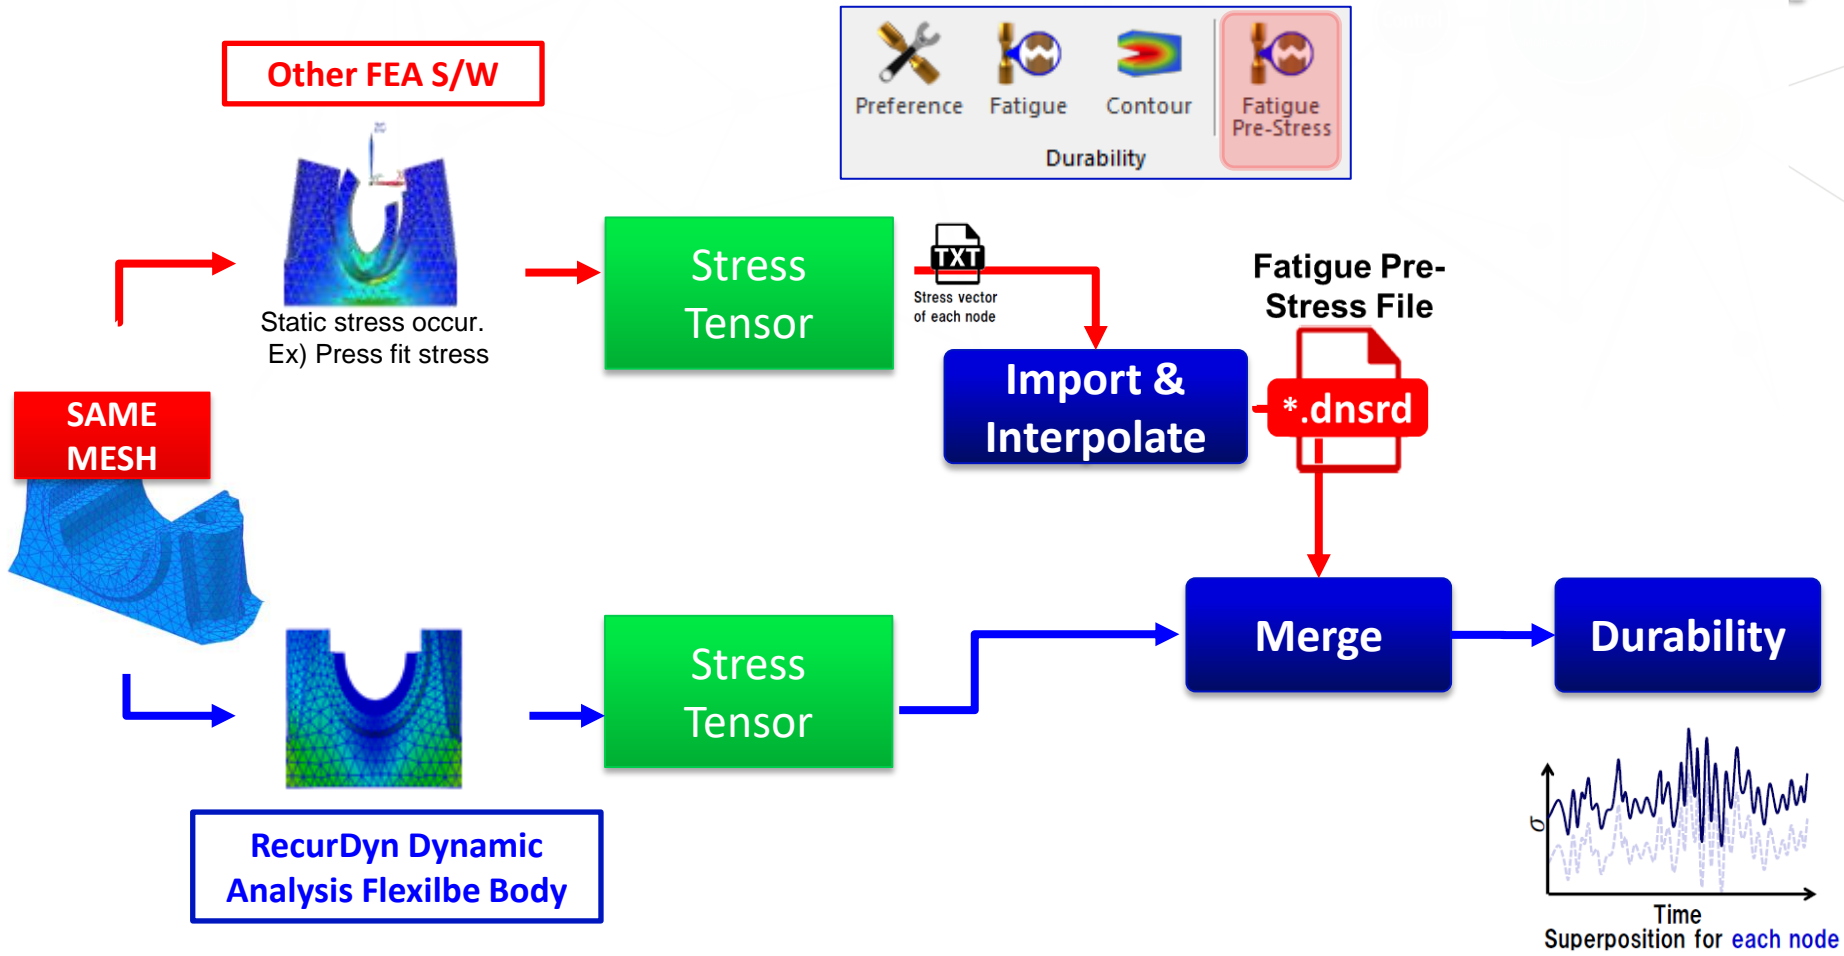 Other FEA S/W
Preference
Fatigue
Contour
Fatigue
Pre-Stress
Durability
Static stress occur.
Ex) Press fit stress
Stress
Tensor
TXT
Stress vector
of each node
Fatigue Pre-
Stress File
Import &
Interpolate
*.dnsrd
SAME
MESH
Stress
Tensor
Merge
Durability
RecurDyn Dynamic
Analysis Flexilbe Body
σ
Time
Superposition for each node